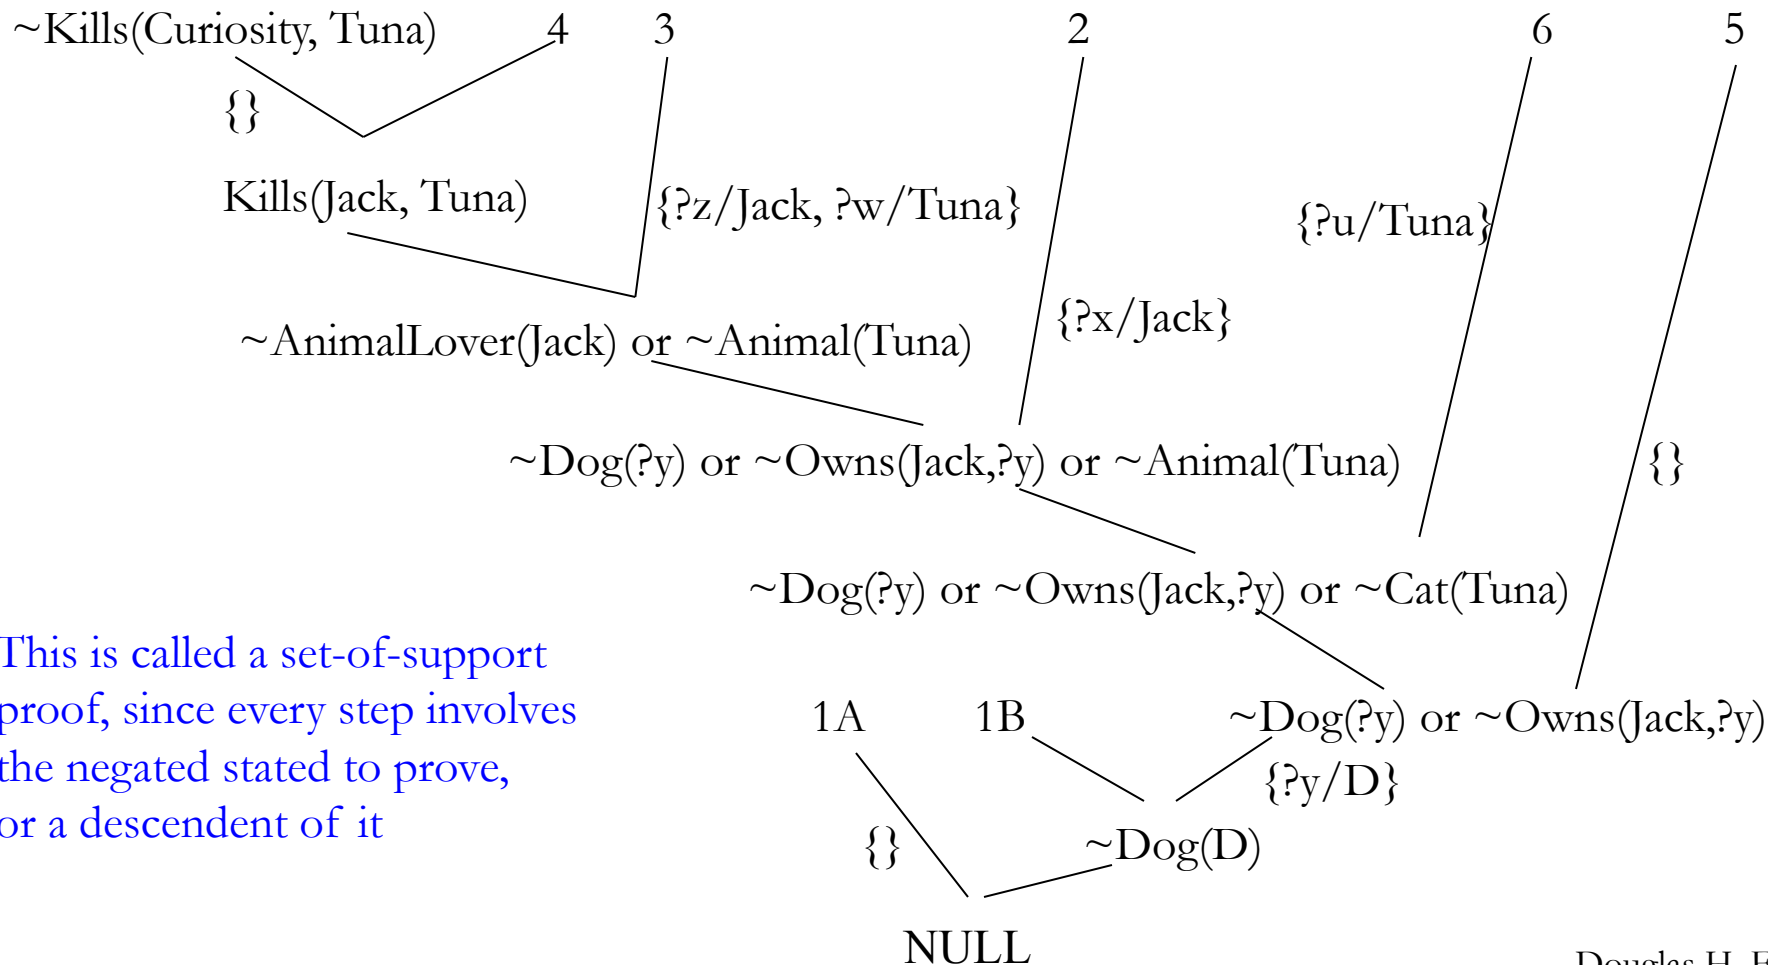 ~Kills(Curiosity, Tuna) 4 3 2 6 5
{}
Kills(Jack, Tuna) {?z/Jack, ?w/Tuna} {?u/Tuna}
{?x/Jack}
~AnimalLover(Jack) or ~Animal(Tuna)
~Dog(?y) or ~Owns(Jack,?y) or ~Animal(Tuna) {}
~Dog(?y) or ~Owns(Jack,?y) or ~Cat(Tuna)
This is called a set-of-support
proof, since every step involves
the negated stated to prove,
or a descendent of it
1A 1B ~Dog(?y) or ~Owns(Jack,?y)
{?y/D}
{} ~Dog(D)
NULL
Douglas H.